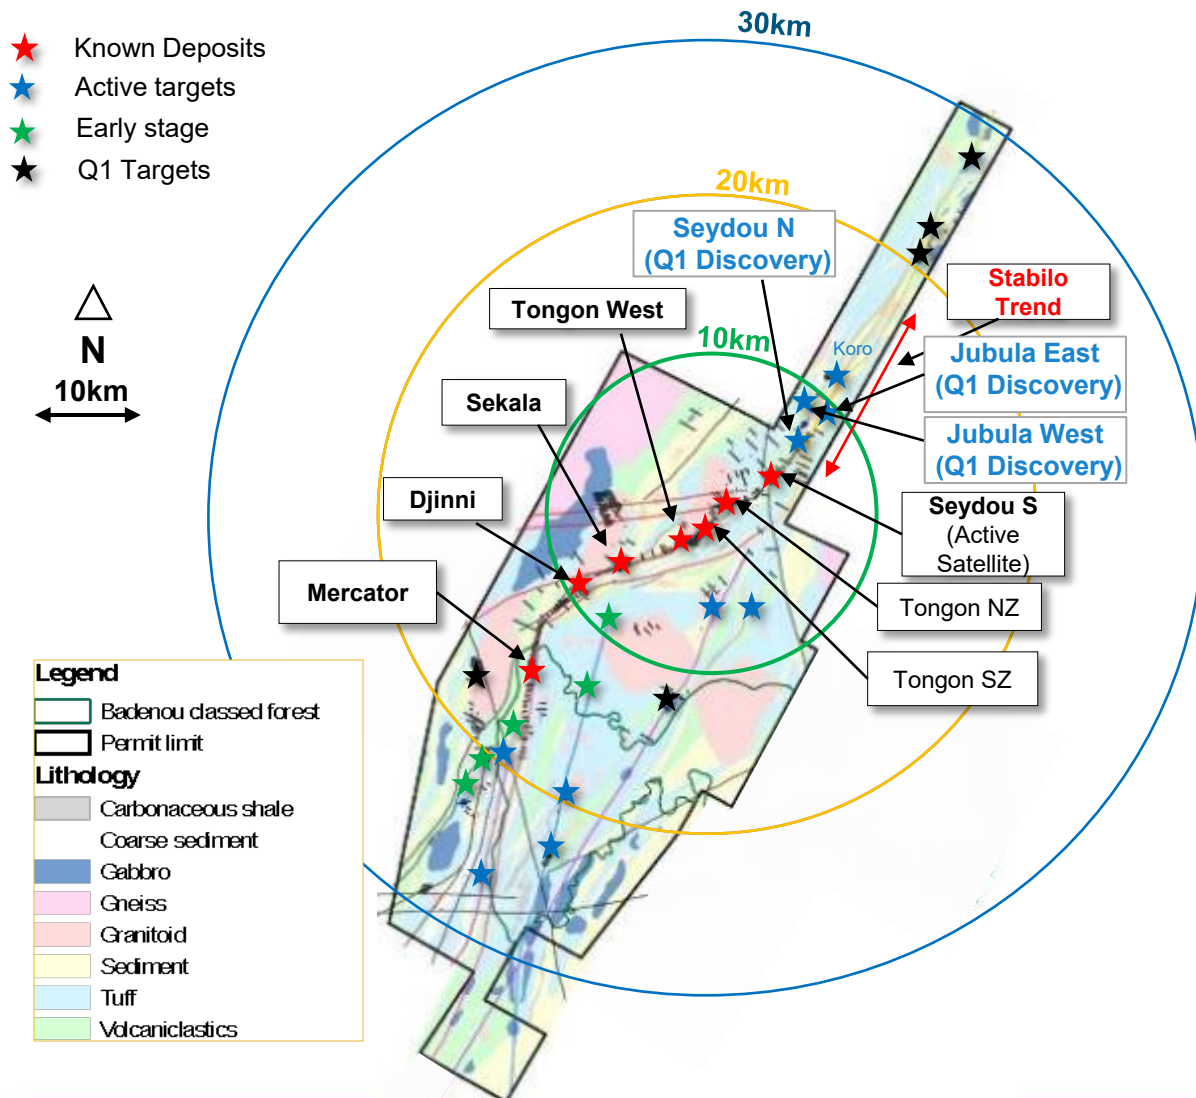 30km
Known Deposits
Active targets
Early stage
Q1 Targets
20km
Seydou N
(Q1 Discovery)
Stabilo
Trend
Tongon West
N
10km
10km
Koro
Jubula East
(Q1 Discovery)
Sekala
Jubula West
(Q1 Discovery)
Djinni
Seydou S
(Active
Satellite)
Mercator
Tongon NZ
Tongon SZ
Legend
Badenou classed forest
Permit limit
Lithology
Carbonaceous shale
Coarse sediment
Gabbro
Gneiss
Granitoid
Sediment
Tuff
Volcaniclastics